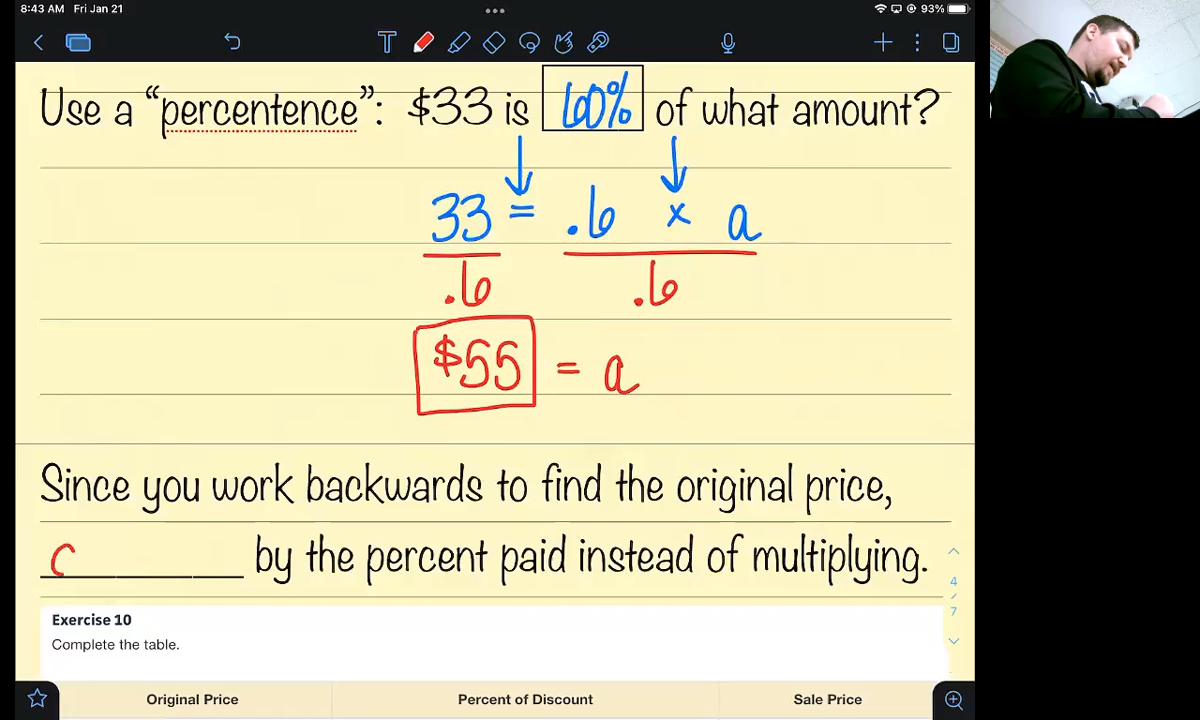 8:43 AM Fri Jan 21
93%
T
Use a “percentence”: $33 is 60% of what amount?
33 = .6 x a
.6 .6
$55 = a
Since you work backwards to find the original price,
by the percent paid instead of multiplying.
4
/
7
Exercise 10
Complete the table.
Original Price Percent of Discount Sale Price